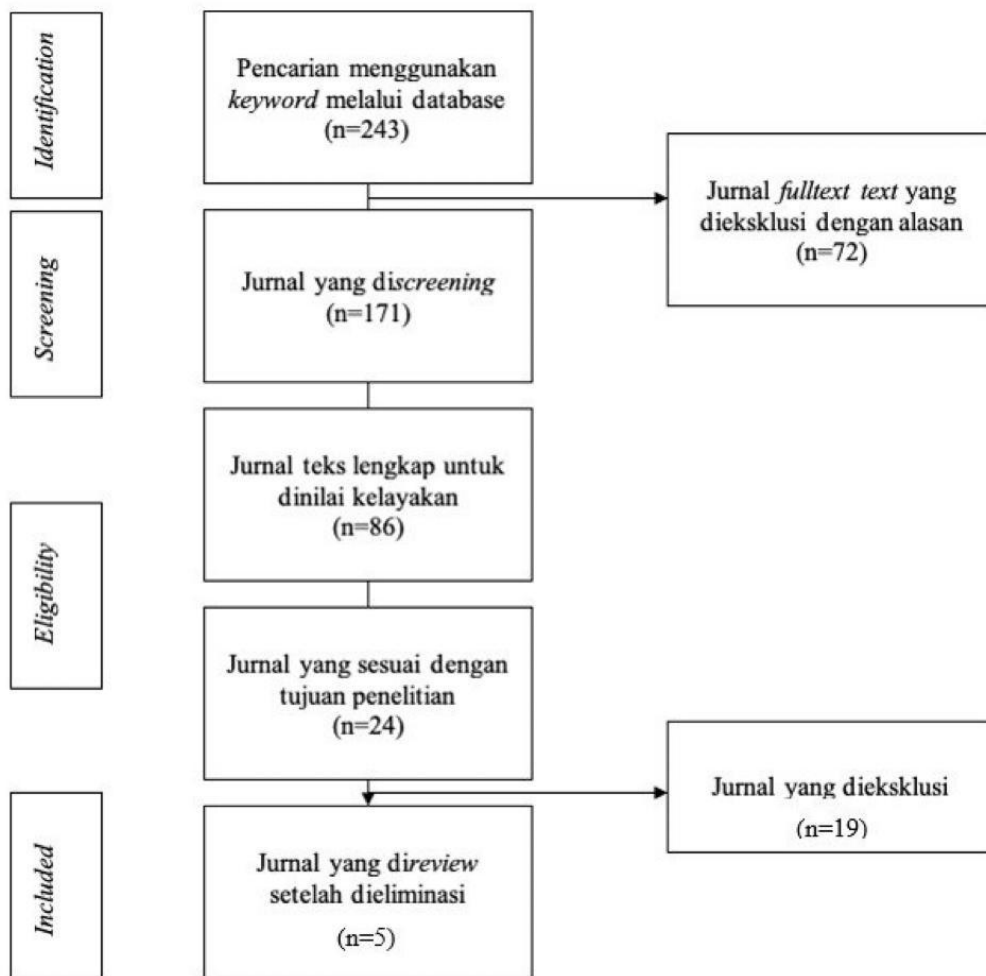 Identification
Pencarian menggunakan
keyword melalui database
(n=243)
Jurnal fulltext text yang
dieksklusi dengan alasan
(n=72)
Screening
Jurnal yang discreening
(n=171)
Eligibility
Jurnal teks lengkap untuk
dinilai kelayakan
(n=86)
Jurnal yang sesuai dengan
tujuan penelitian
(n=24)
Jurnal yang dieksklusi
(n=19)
Included
Jurnal yang direview
setelah dieliminasi
(n=5)